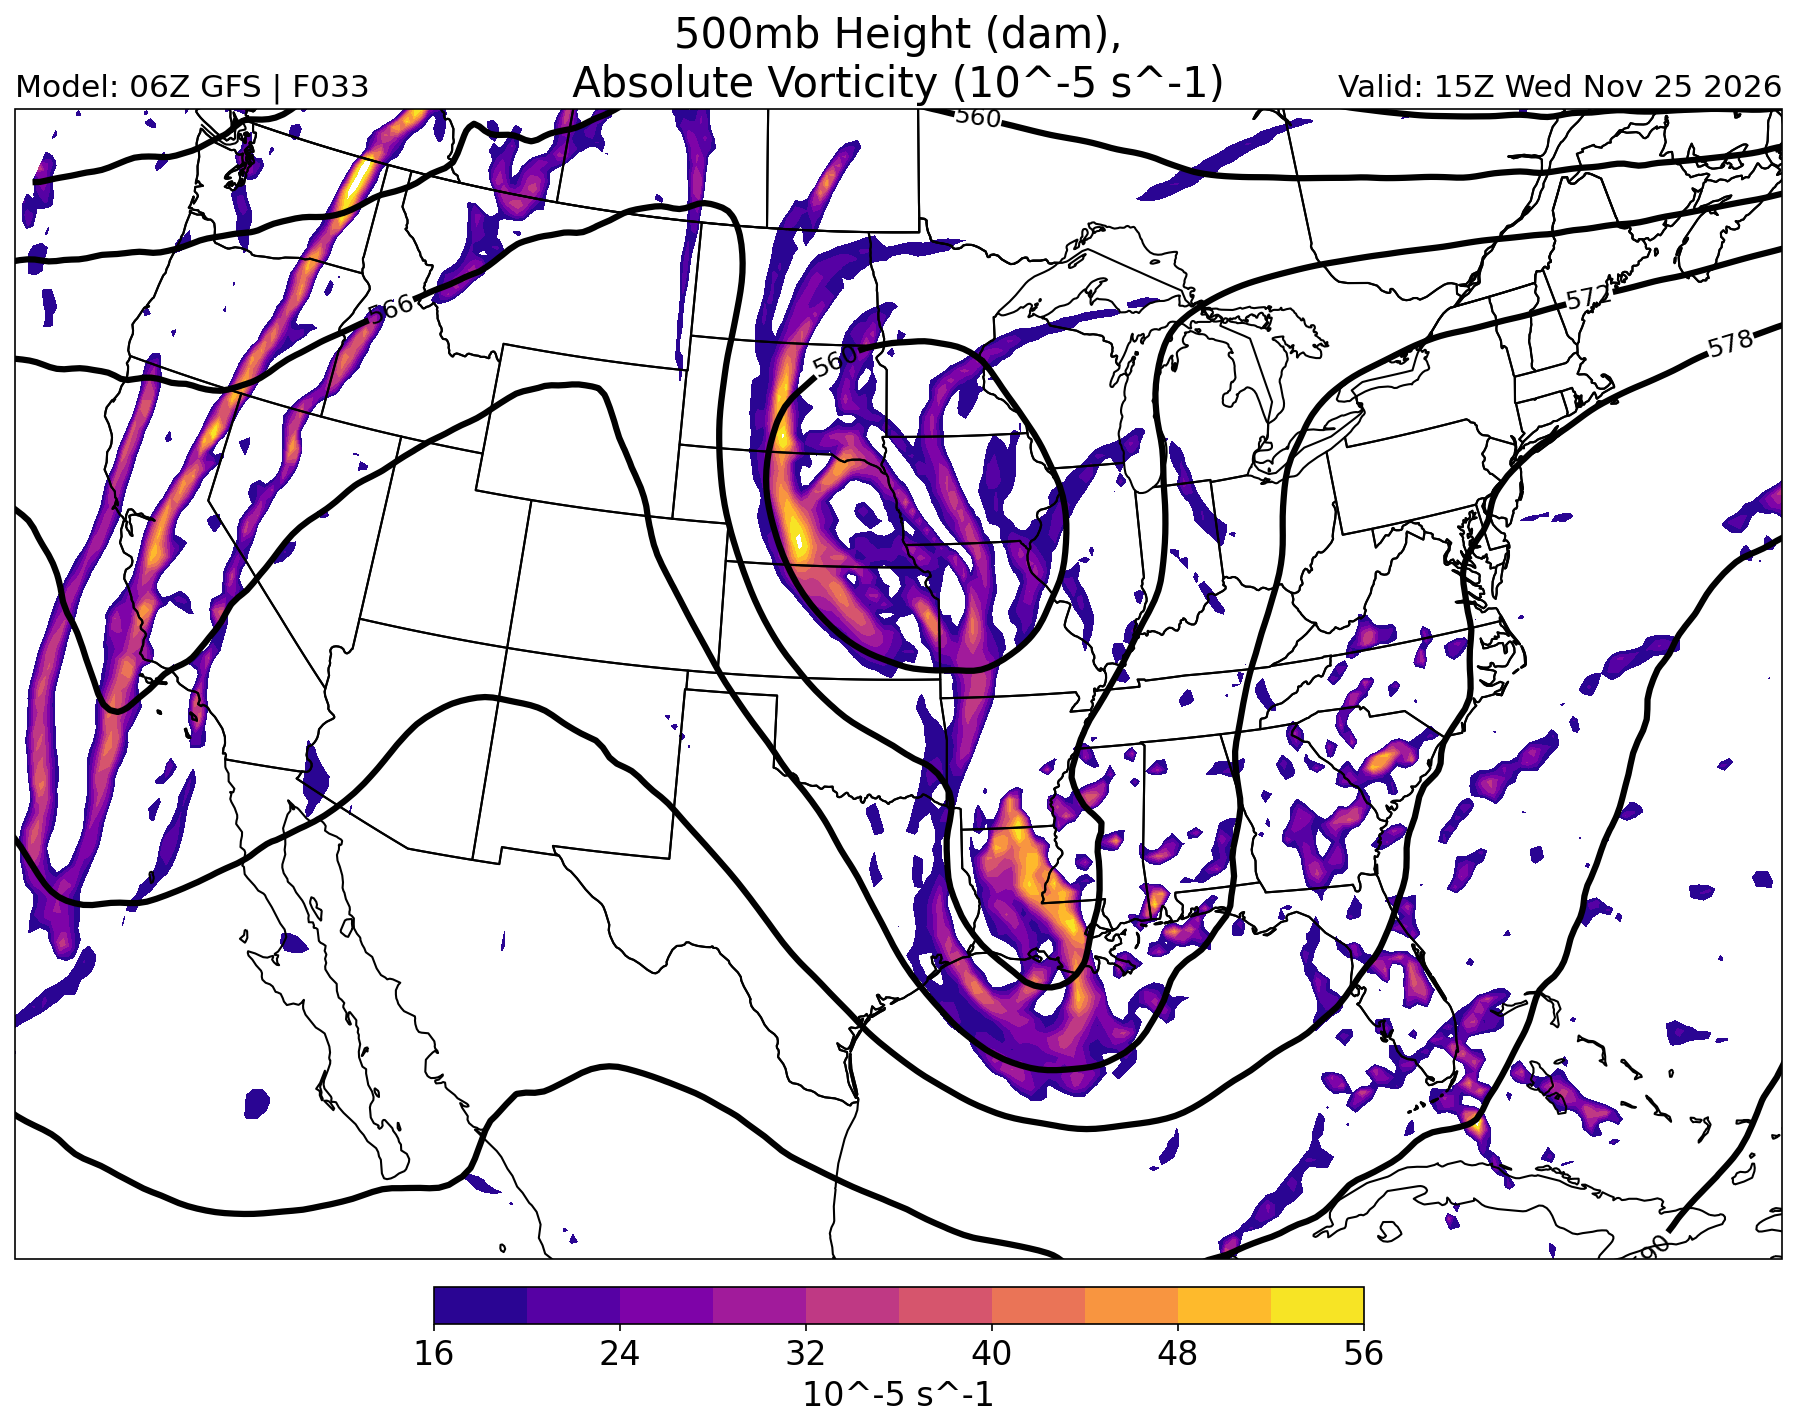 500mb Height (dam),
Model: 06Z GFS | F033
Absolute Vorticity (10^-5 s^-1)
Valid: 15Z Wed Nov 25 2026
560
566
572
560
578
16 24 32 40 48 56
10^-5 s^-1